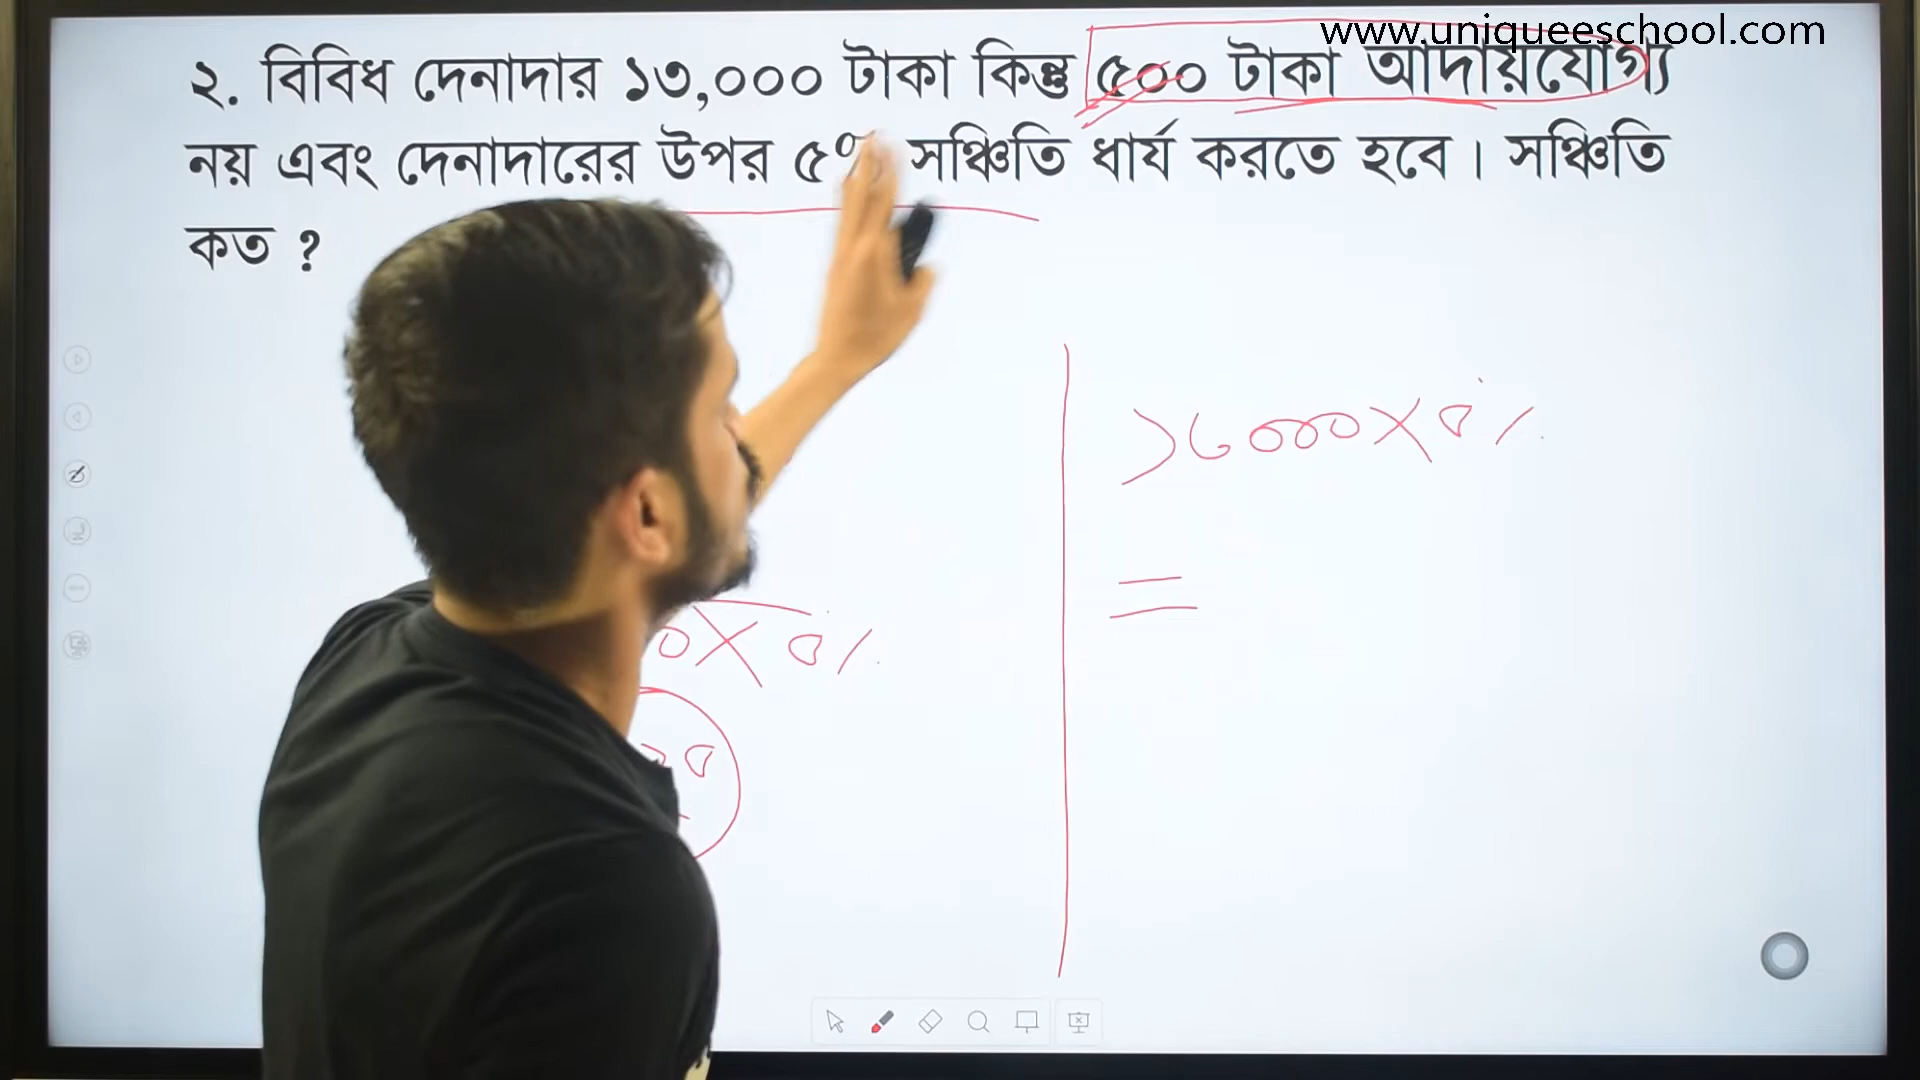 www.uniqueeschool.com
২. বিবিধ দেনাদার ১৩,০০০ টাকা কিন্তু ৫০০ টাকা আদায়যোগ্য
নয় এবং দেনাদারের উপর ৫% সঞ্চিতি ধার্য করতে হবে। সঞ্চিতি
কত ?
১৩০০০ X ৫%
=
০ X ৫%